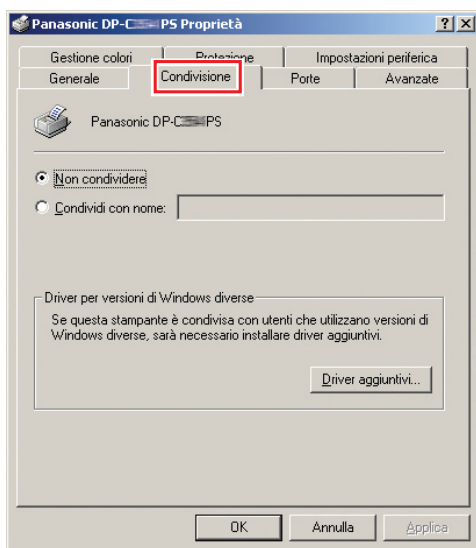 Panasonic DP-C PS Proprietà
Gestione colori Protezione Impostazioni periferica
Generale Condivisione Porte Avanzate
Panasonic DP-C PS
Non condividere
Condividi con nome:
Driver per versioni di Windows diverse
Se questa stampante è condivisa con utenti che utilizzano versioni di
Windows diverse, sarà necessario installare driver aggiuntivi.
Driver aggiuntivi...
OK Annulla Applica